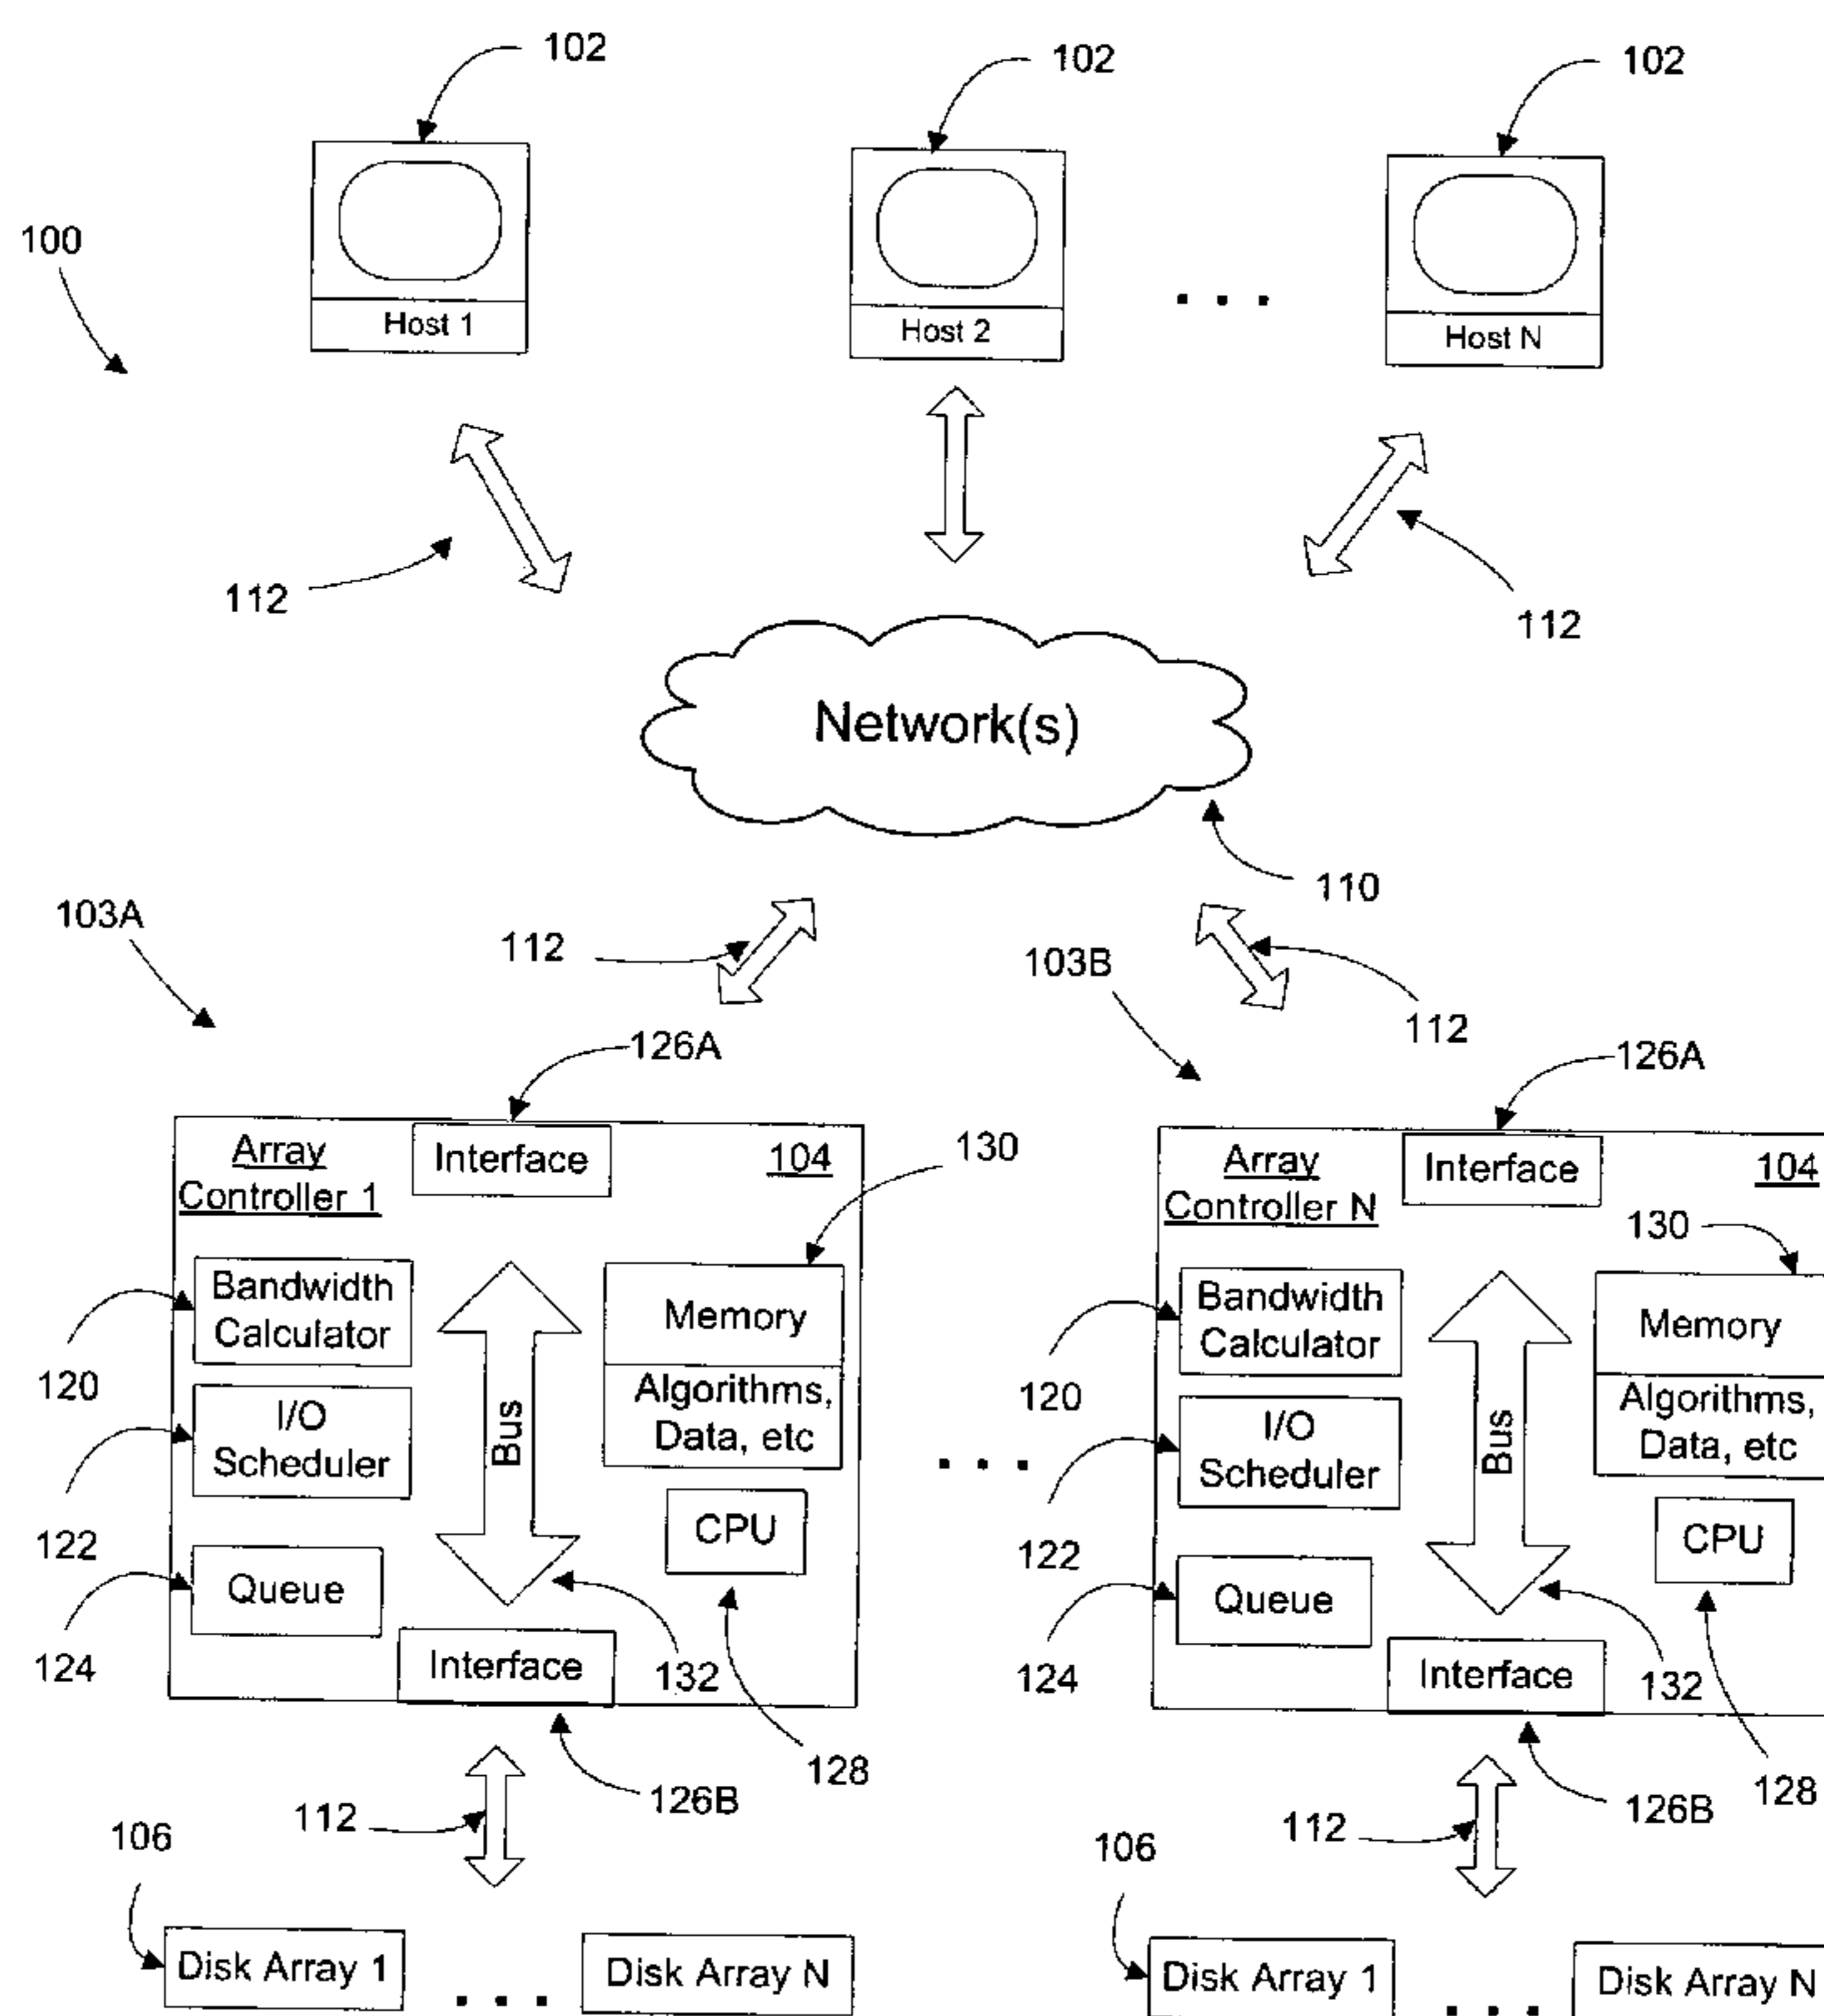 102
102
102
100
Host 1
Host 2
. . .
Host N
112
112
Network(s)
110
103A
112
103B
112
126A
126A
Array
Controller 1
Interface
104
130
Array
Controller N
Interface
104
130
Bandwidth
Calculator
Memory
Bandwidth
Calculator
Memory
120
Algorithms,
Data, etc
120
Algorithms,
Data, etc
I/O
Scheduler
Bus
. . .
I/O
Scheduler
Bus
122
CPU
122
CPU
Queue
Queue
124
Interface
132
124
Interface
132
128
128
126B
126B
112
112
106
106
Disk Array 1
. . .
Disk Array N
Disk Array 1
. . .
Disk Array N